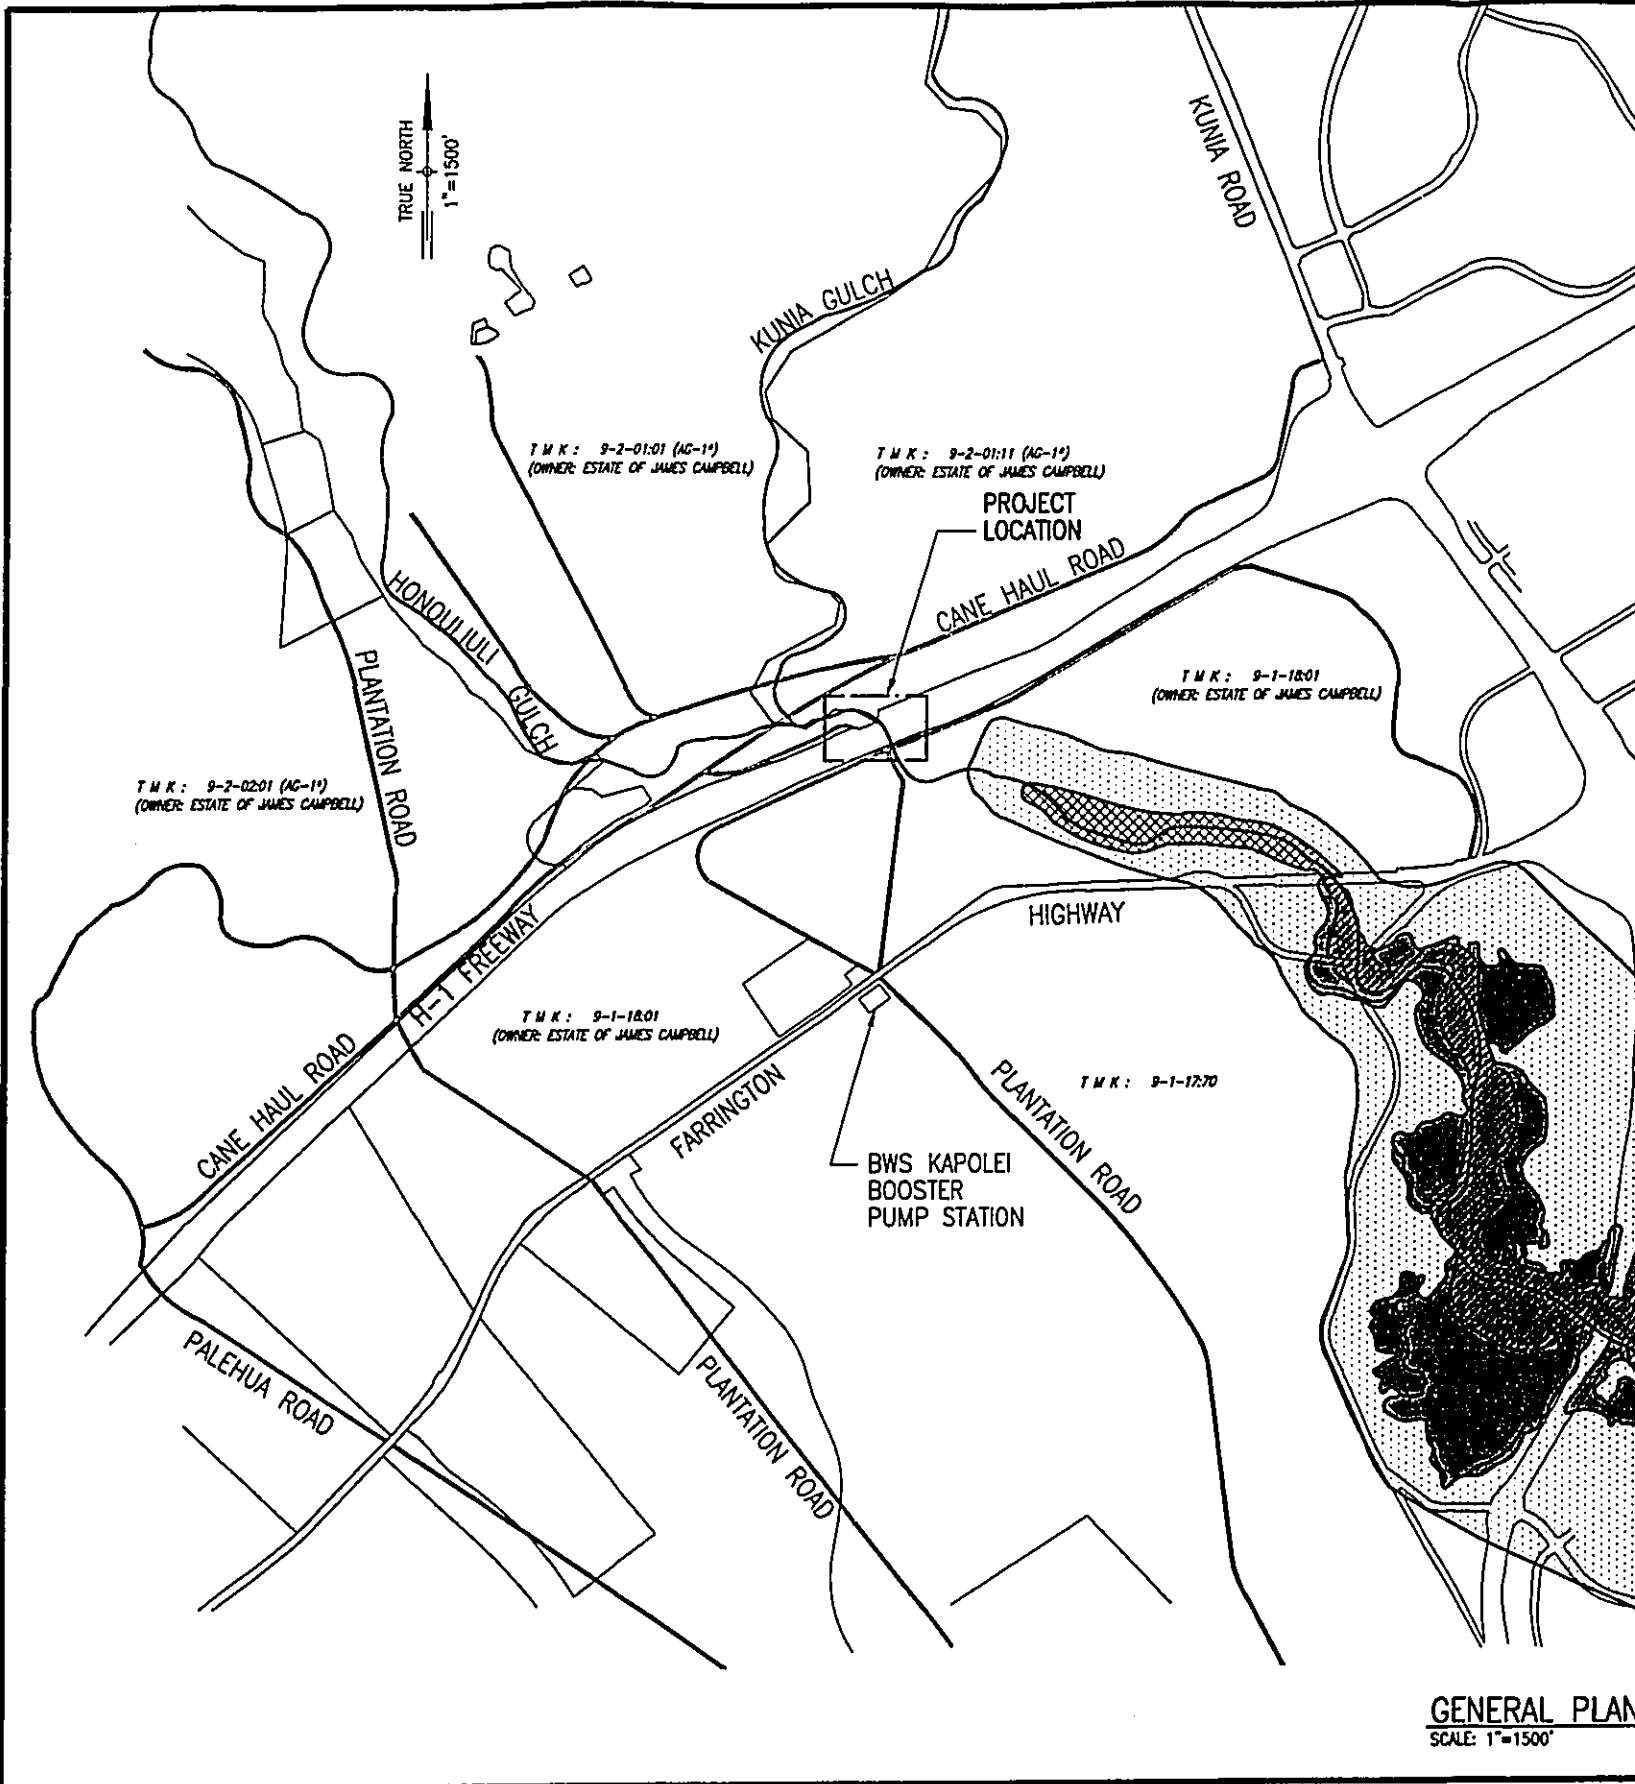 TRUE NORTH
1"=1500'
KUNIA ROAD
KUNIA GULCH
T M K : 9-2-01:01 (AG-1*)
(OWNER: ESTATE OF JAMES CAMPBELL)
T M K : 9-2-01:11 (AG-1*)
(OWNER: ESTATE OF JAMES CAMPBELL)
PROJECT
LOCATION
CANE HAUL ROAD
HONOULIULI GULCH
PLANTATION ROAD
T M K : 9-1-18:01
(OWNER: ESTATE OF JAMES CAMPBELL)
T M K : 9-2-02:01 (AG-1*)
(OWNER: ESTATE OF JAMES CAMPBELL)
HIGHWAY
H-1 FREEWAY
T M K : 9-1-18:01
(OWNER: ESTATE OF JAMES CAMPBELL)
CANE HAUL ROAD
FARRINGTON
PLANTATION ROAD
T M K : 9-1-17:70
BWS KAPOLEI
BOOSTER
PUMP STATION
PALEHUA ROAD
PLANTATION ROAD
GENERAL PLAN
SCALE: 1"=1500'